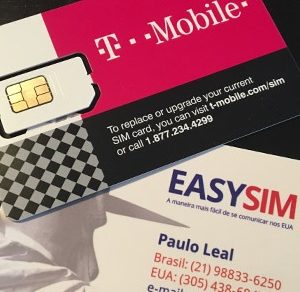 T··Mobile·
To replace or upgrade your current
SIM card, you can visit t-mobile.com/sim
or call 1.877.234.4299
EASYSIM
A maneira mais fácil de se comunicar nos EUA
Paulo Leal
Brasil: (21) 98833-6250
EUA: (305) 438-6